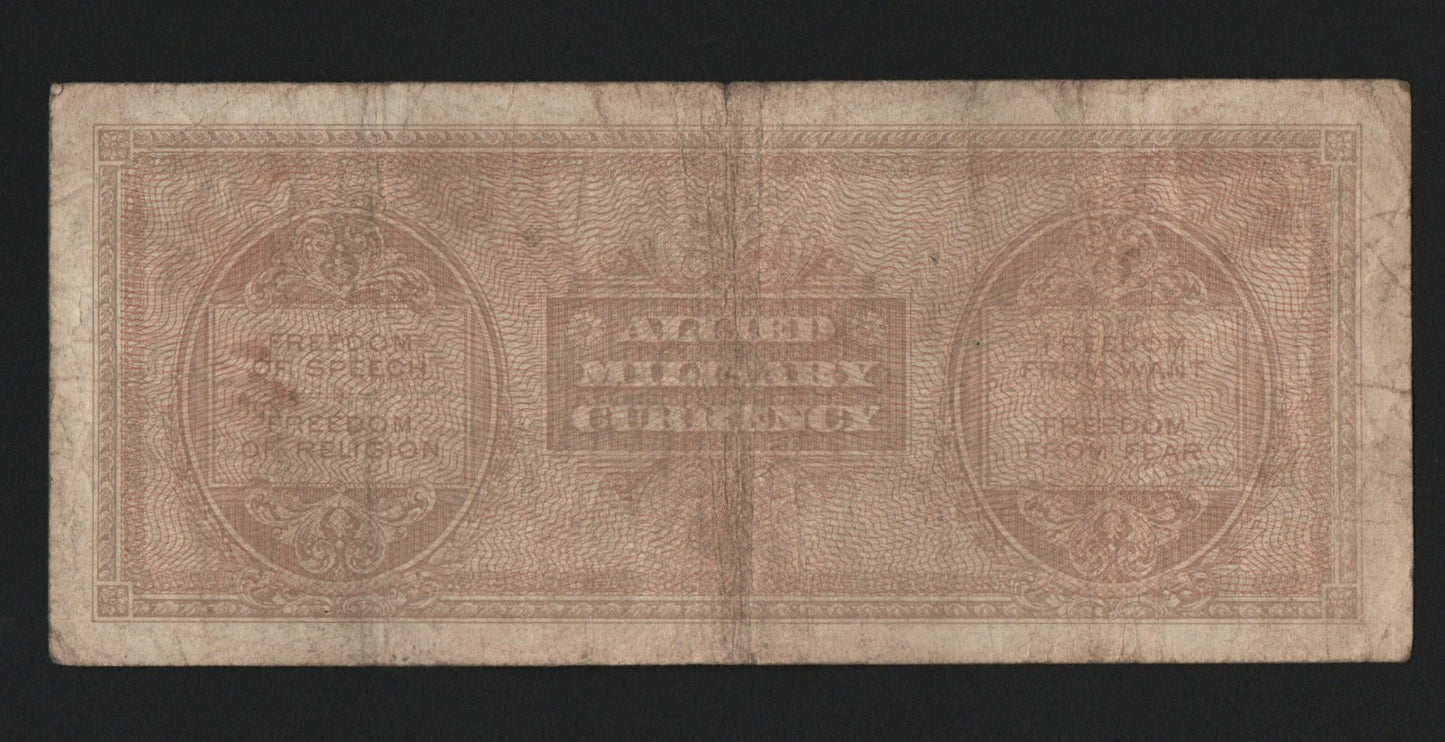 FREEDOM
OF SPEECH
FREEDOM
OF RELIGION
ALLIED
MILITARY
CURRENCY
FREEDOM
FROM WANT
FREEDOM
FROM FEAR